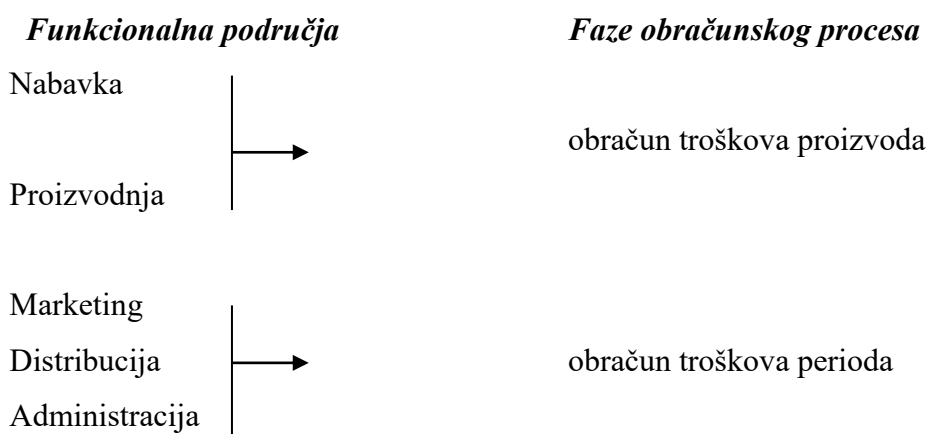 Funkcionalna područja Faze obračunskog procesa
Nabavka
obračun troškova proizvoda
Proizvodnja
Marketing
Distribucija obračun troškova perioda
Administracija